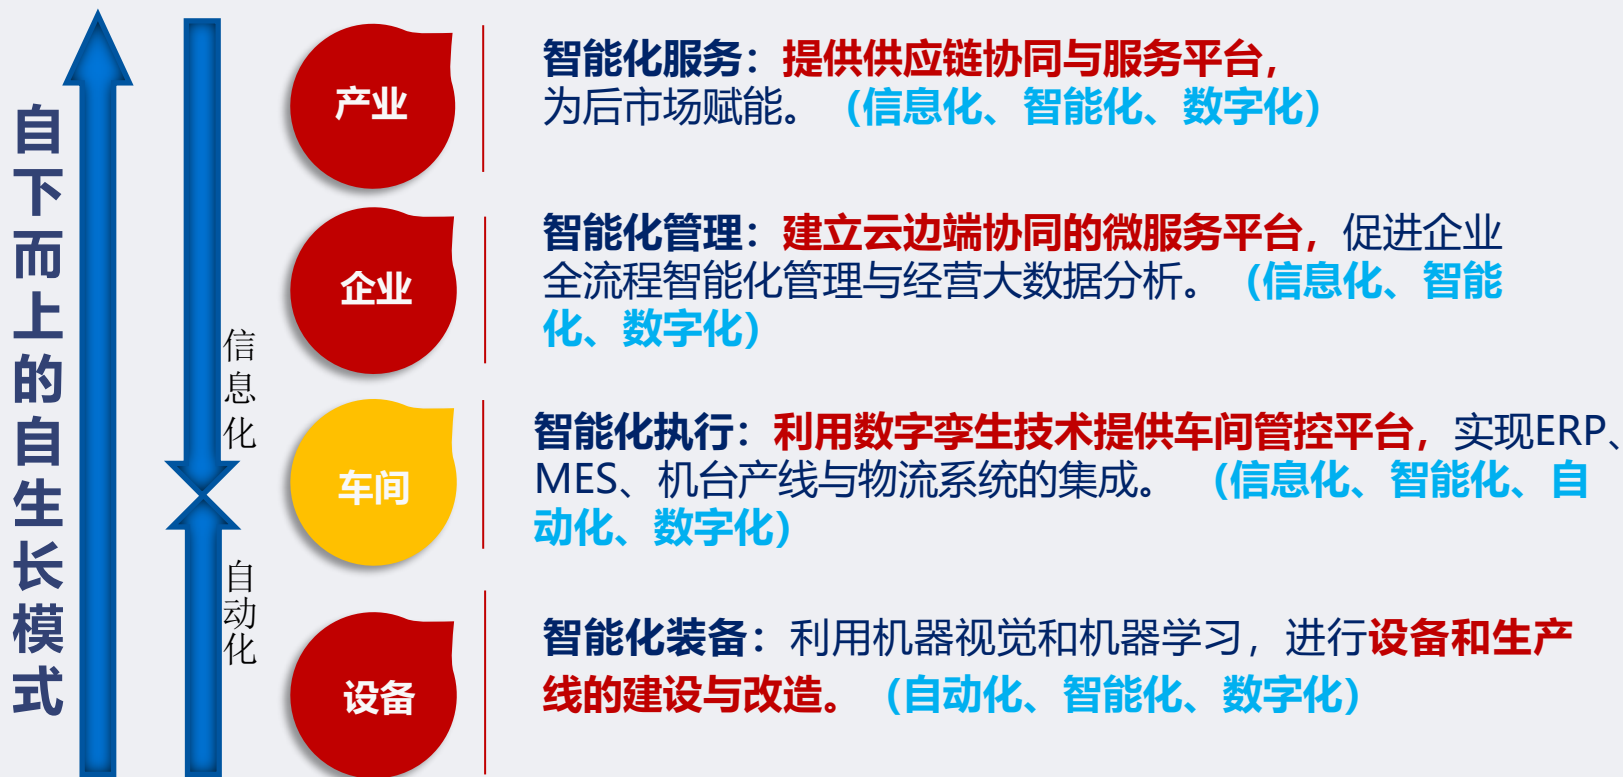 自下而上的自生长模式
信息化
自动化
产业
智能化服务：提供供应链协同与服务平台，
为后市场赋能。（信息化、智能化、数字化）
企业
智能化管理：建立云边端协同的微服务平台，促进企业
全流程智能化管理与经营大数据分析。（信息化、智能
化、数字化）
车间
智能化执行：利用数字孪生技术提供车间管控平台，实现ERP、
MES、机台产线与物流系统的集成。（信息化、智能化、自
动化、数字化）
设备
智能化装备：利用机器视觉和机器学习，进行设备和生产
线的建设与改造。（自动化、智能化、数字化）